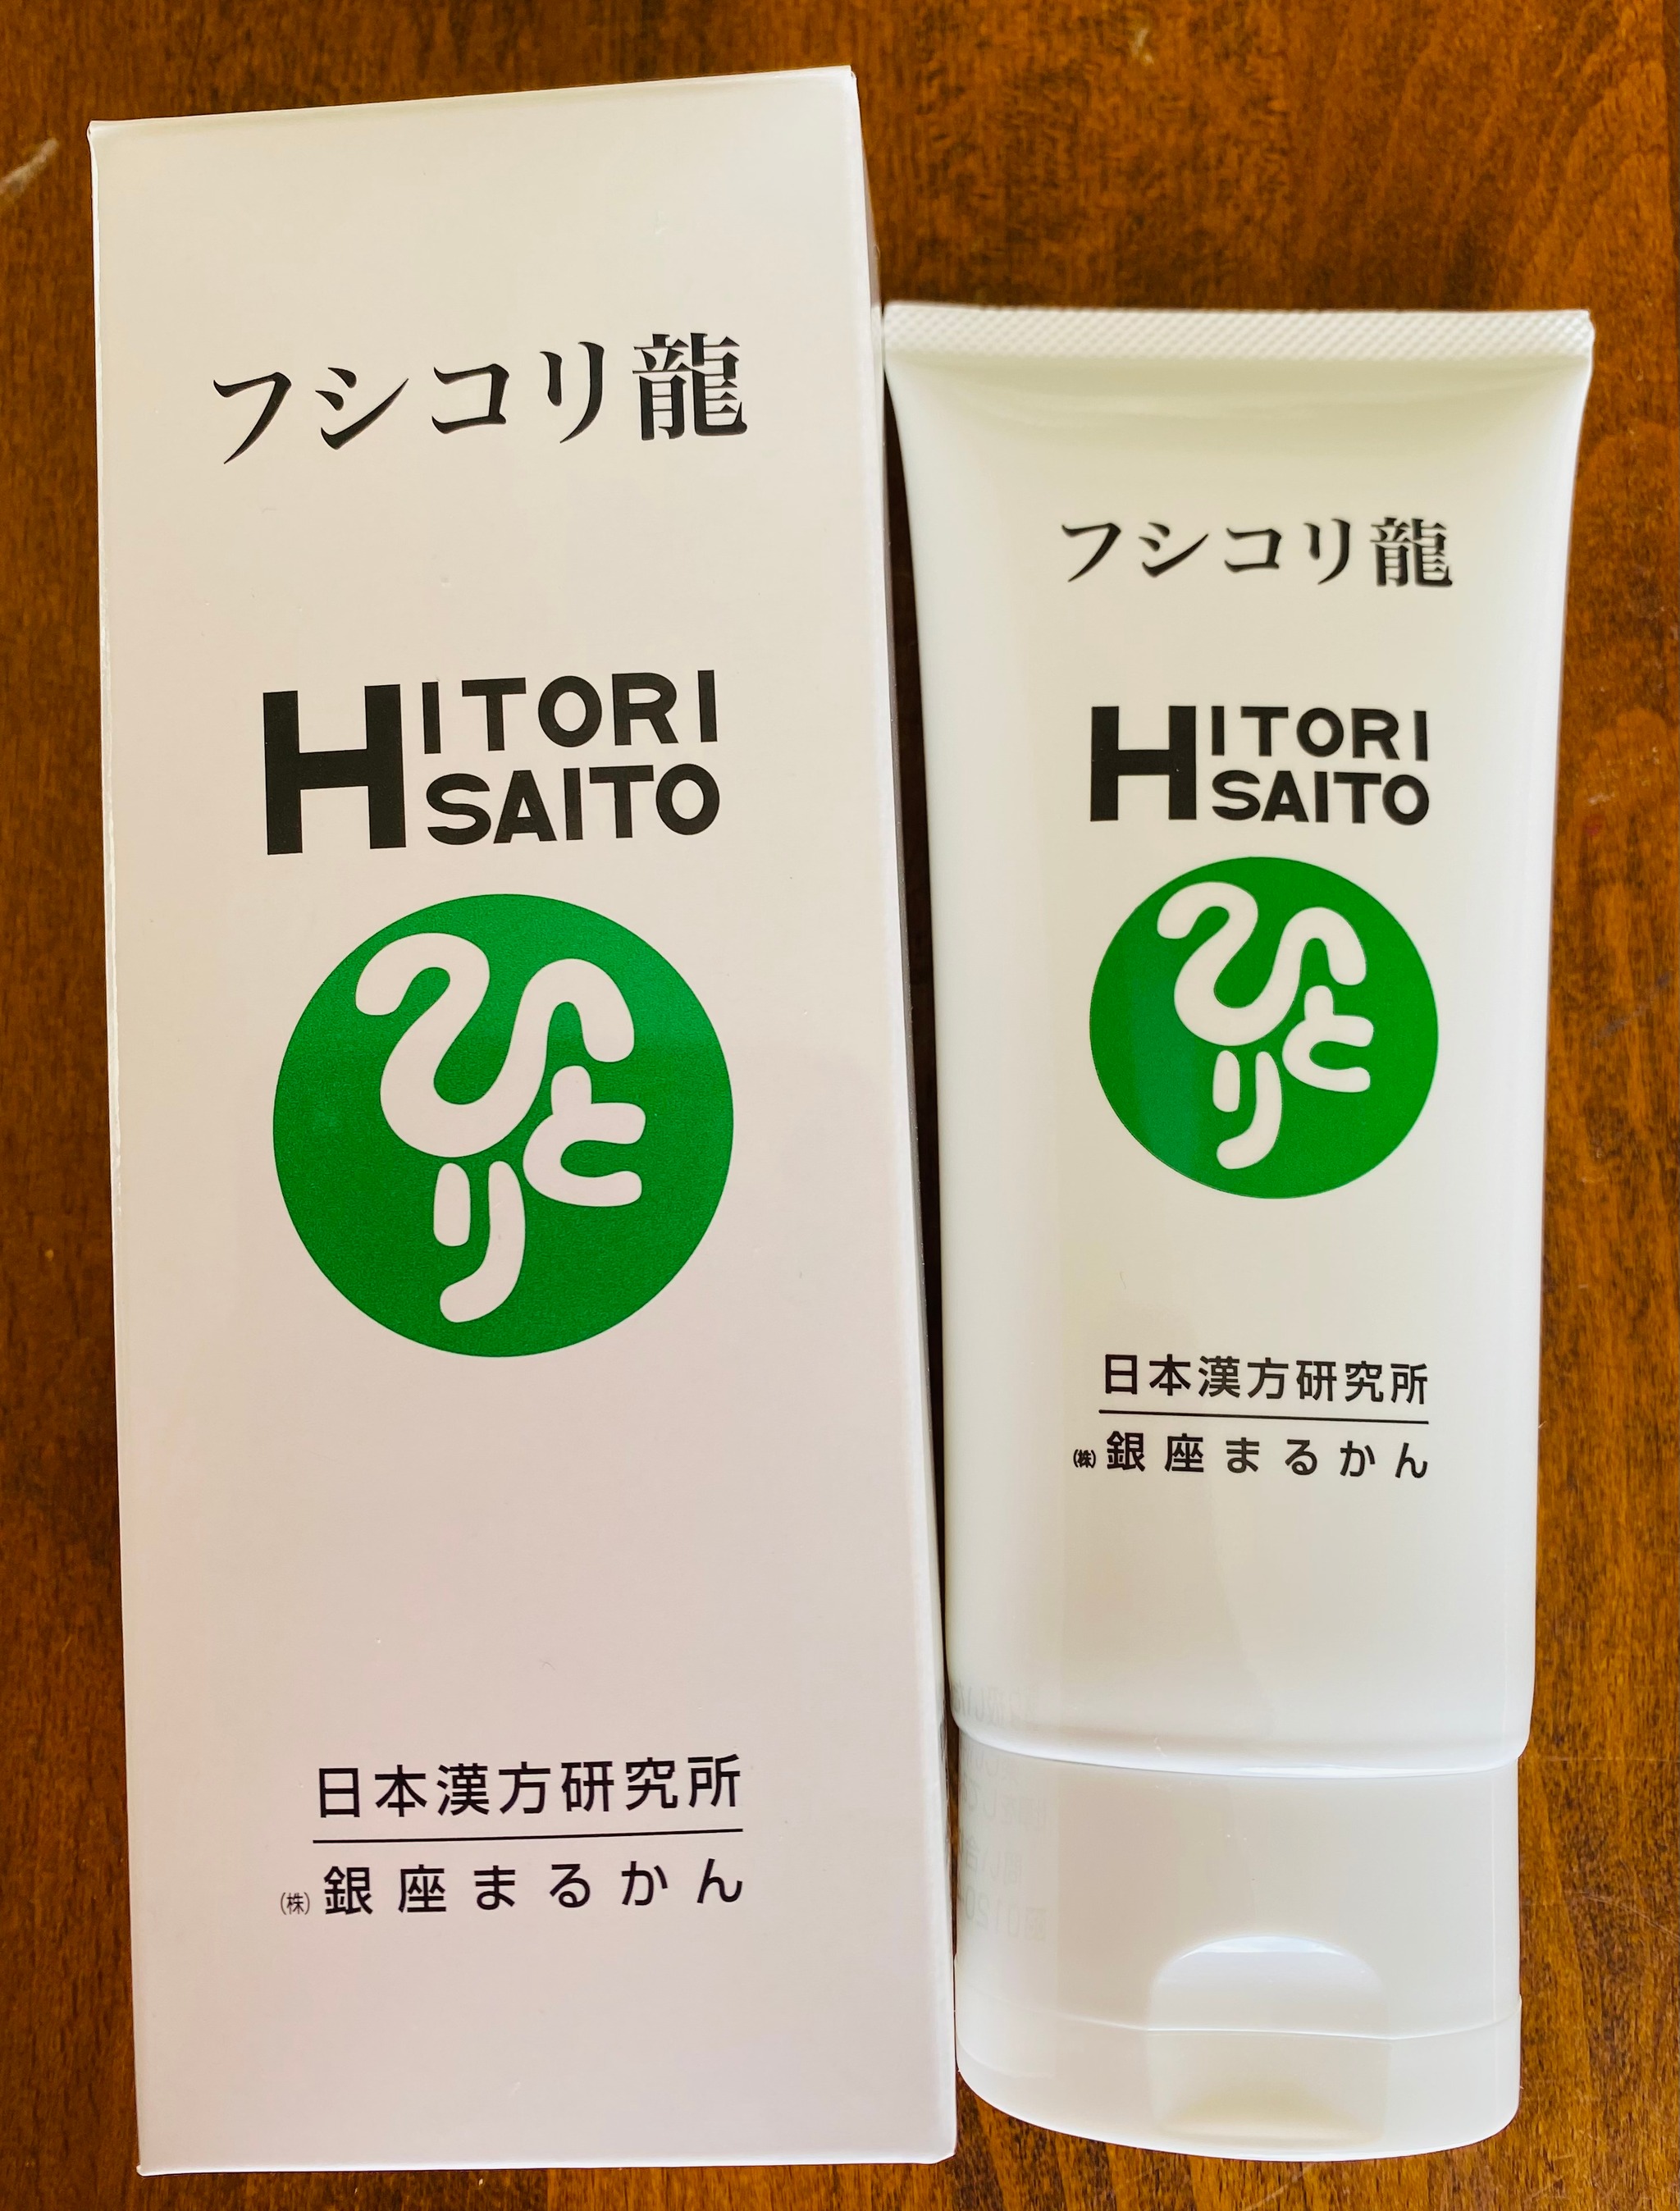 フシコリ龍
HITORI
SAITO
ひとり
日本漢方研究所
㈱銀座まるかん
フシコリ龍
HITORI
SAITO
ひとり
日本漢方研究所
㈱銀座まるかん